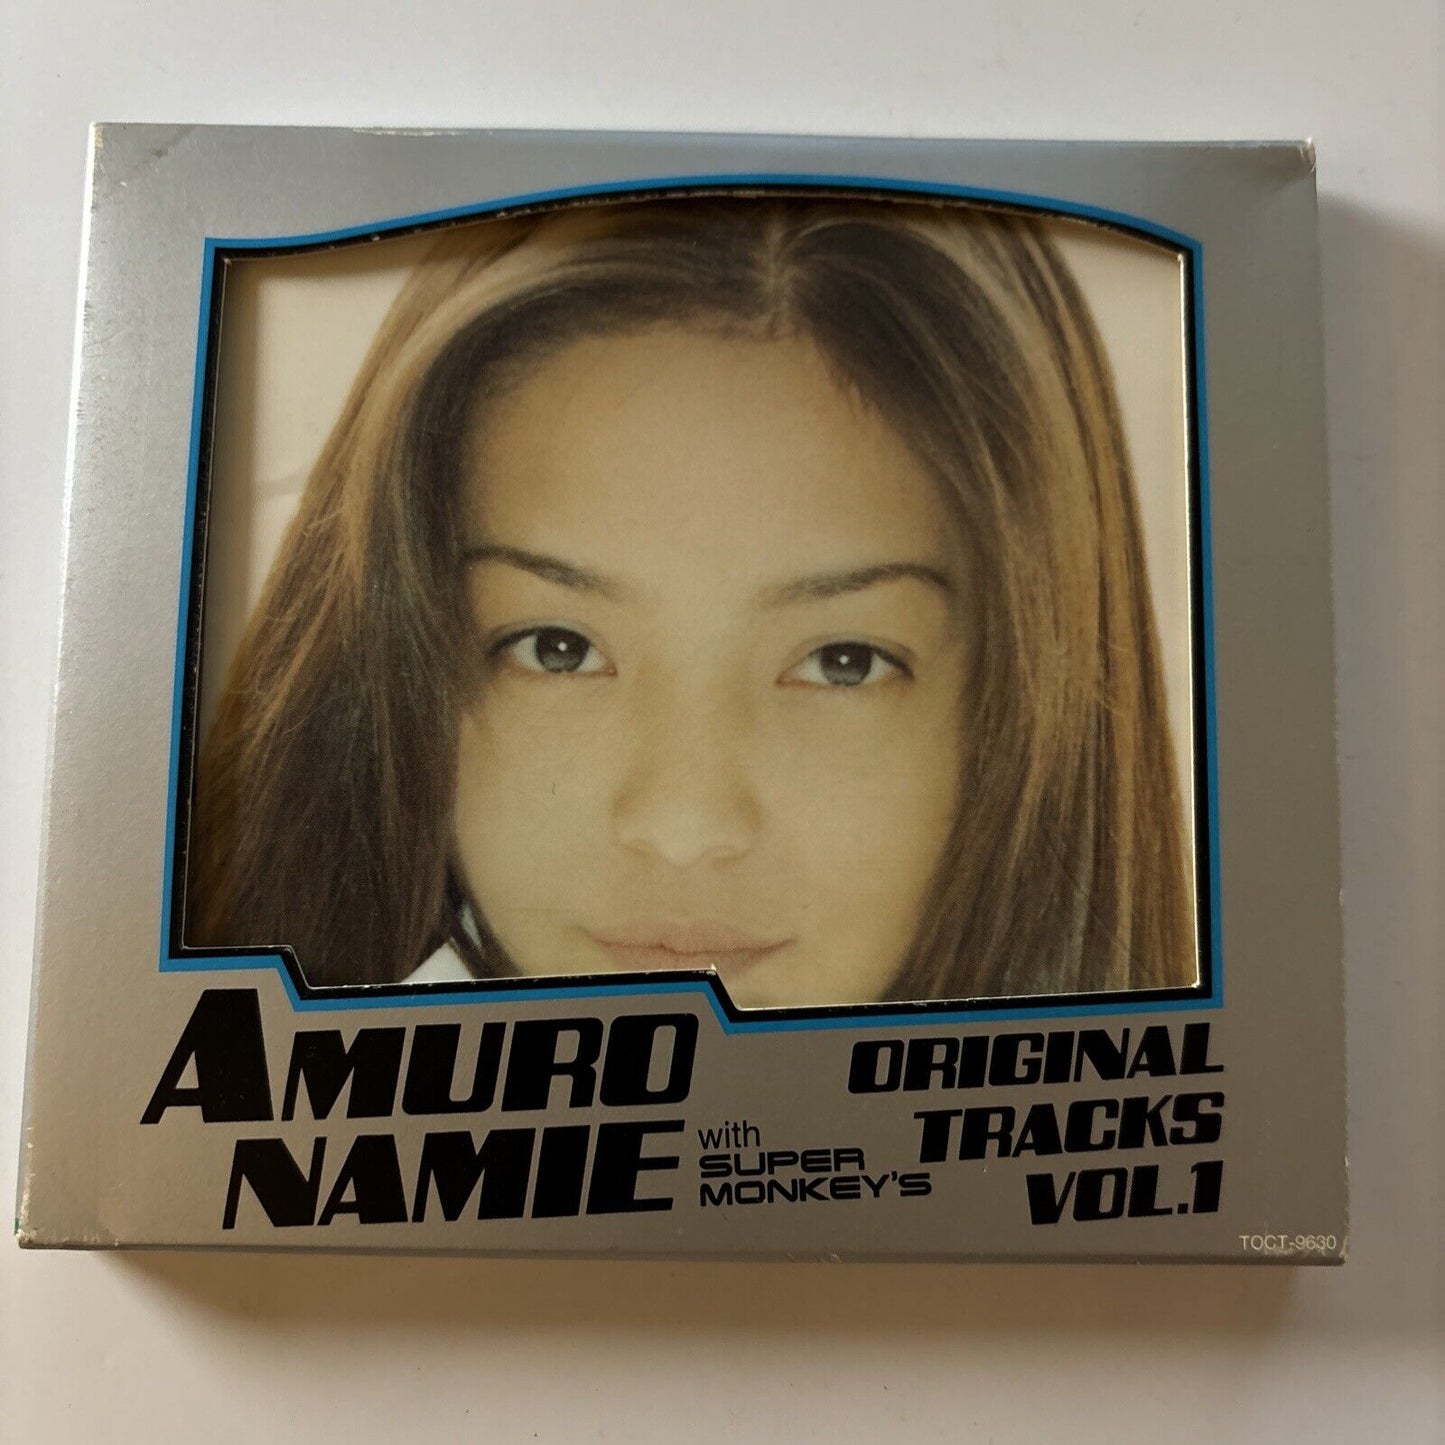 AMURO
NAMIE
with
SUPER
MONKEY'S
ORIGINAL
TRACKS
VOL.1
TOCT-9630